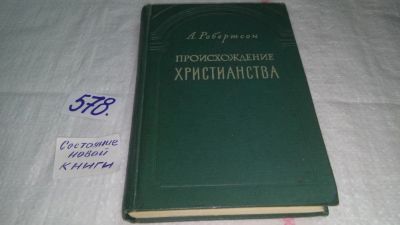 А. Робертсон
ПРОИСХОЖДЕНИЕ
ХРИСТИАНСТВА
578.
Состояние
новой
книги